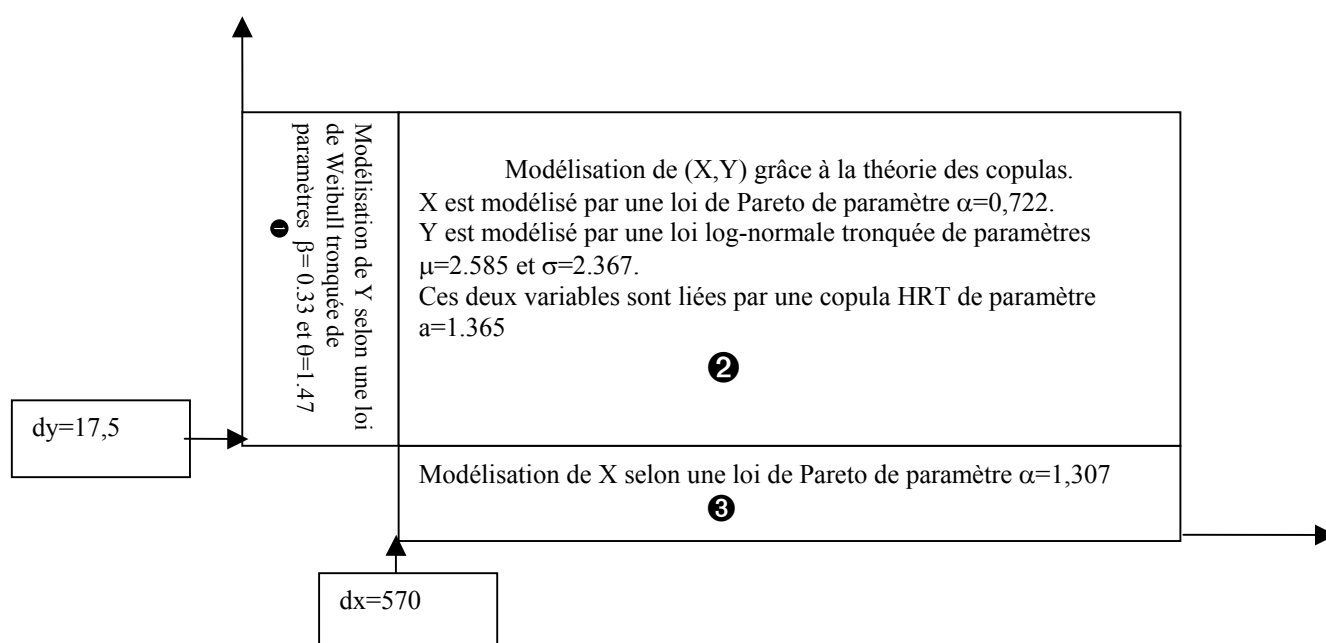 Modélisation de Y selon une loi
de Weibull tronquée de
paramètres β= 0.33 et θ=1.47
❶
Modélisation de (X,Y) grâce à la théorie des copulas.
X est modélisé par une loi de Pareto de paramètre α=0,722.
Y est modélisé par une loi log-normale tronquée de paramètres
μ=2.585 et σ=2.367.
Ces deux variables sont liées par une copula HRT de paramètre
a=1.365
❷
dy=17,5
Modélisation de X selon une loi de Pareto de paramètre α=1,307
❸
dx=570